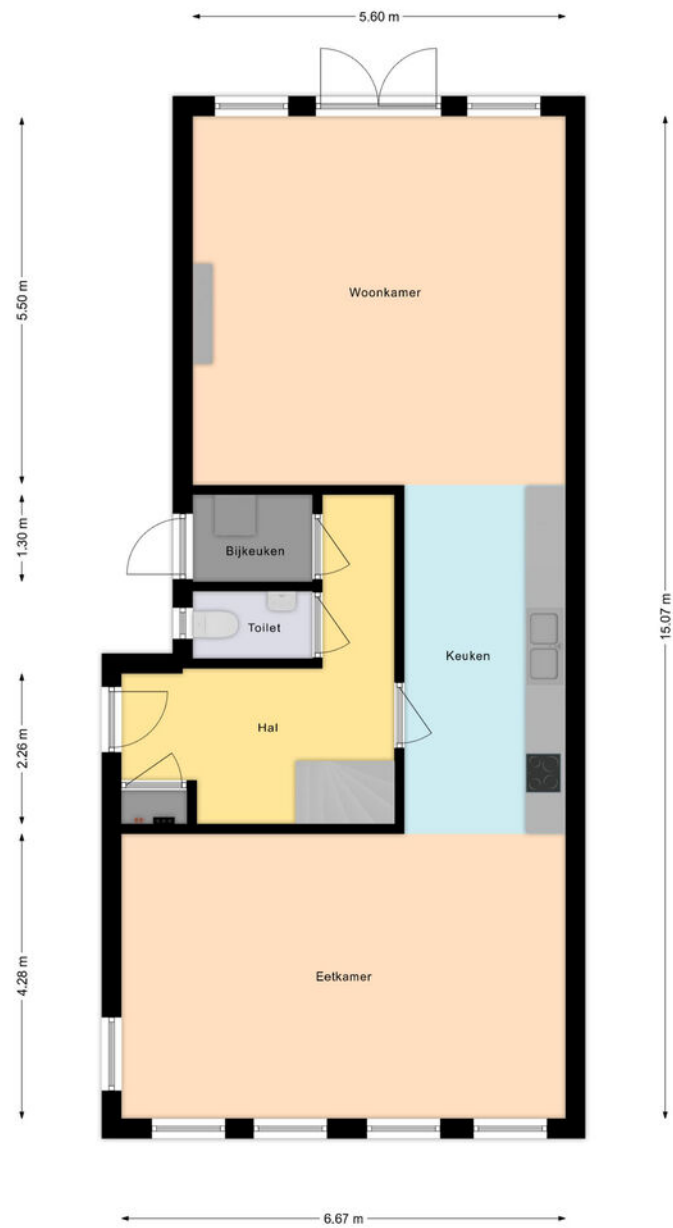 5.60 m
Woonkamer
5.50 m
1.30 m
Bijkeuken
Toilet
15.07 m
Keuken
Hal
2.26 m
4.28 m
Eetkamer
6.67 m